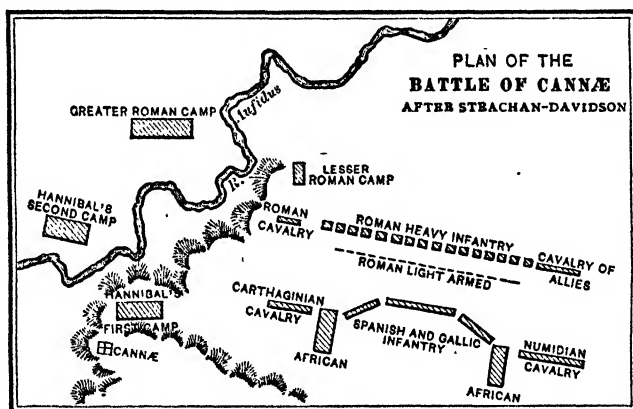 PLAN OF THE
BATTLE OF CANNÆ
AFTER STRACHAN-DAVIDSON
GREATER ROMAN CAMP
R. Aufidus
LESSER
ROMAN CAMP
HANNIBAL'S
SECOND CAMP
ROMAN
CAVALRY
ROMAN HEAVY INFANTRY
CAVALRY OF
ALLIES
ROMAN LIGHT ARMED
HANNIBAL'S
FIRST CAMP
CANNÆ
CARTHAGINIAN
CAVALRY
AFRICAN
SPANISH AND GALLIC
INFANTRY
NUMIDIAN
CAVALRY
AFRICAN